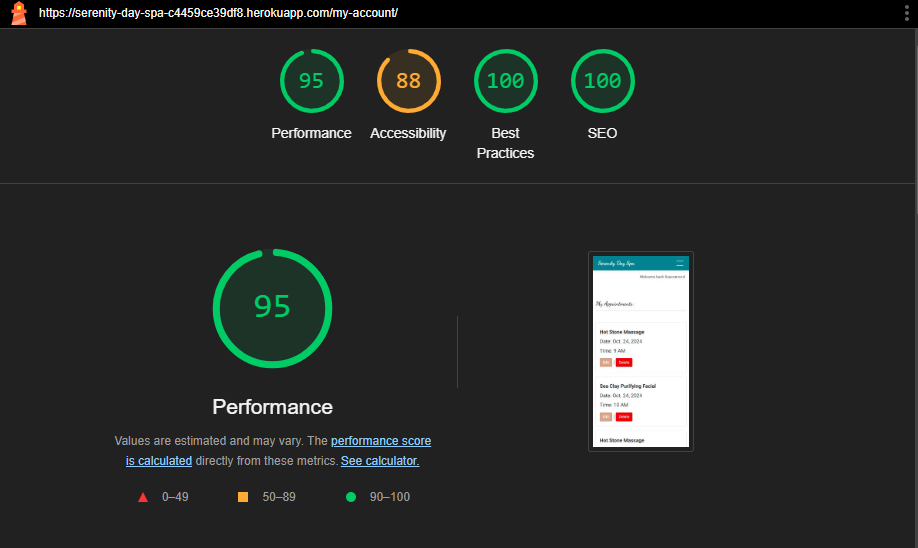 https://serenity-day-spa-c4459ce39df8.herokuapp.com/my-account/
95
88
100
100
Performance
Accessibility
Best
Practices
SEO
95
Performance
Values are estimated and may vary. The performance score
is calculated directly from these metrics. See calculator.
0–49
50–89
90–100
Serenity Day Spa
My Appointments
Hot Stone Massage
Date: Oct. 24, 2024
Time: 9 AM
Edit
Delete
Sea Clay Purifying Facial
Date: Oct. 24, 2024
Time: 10 AM
Edit
Delete
Hot Stone Massage